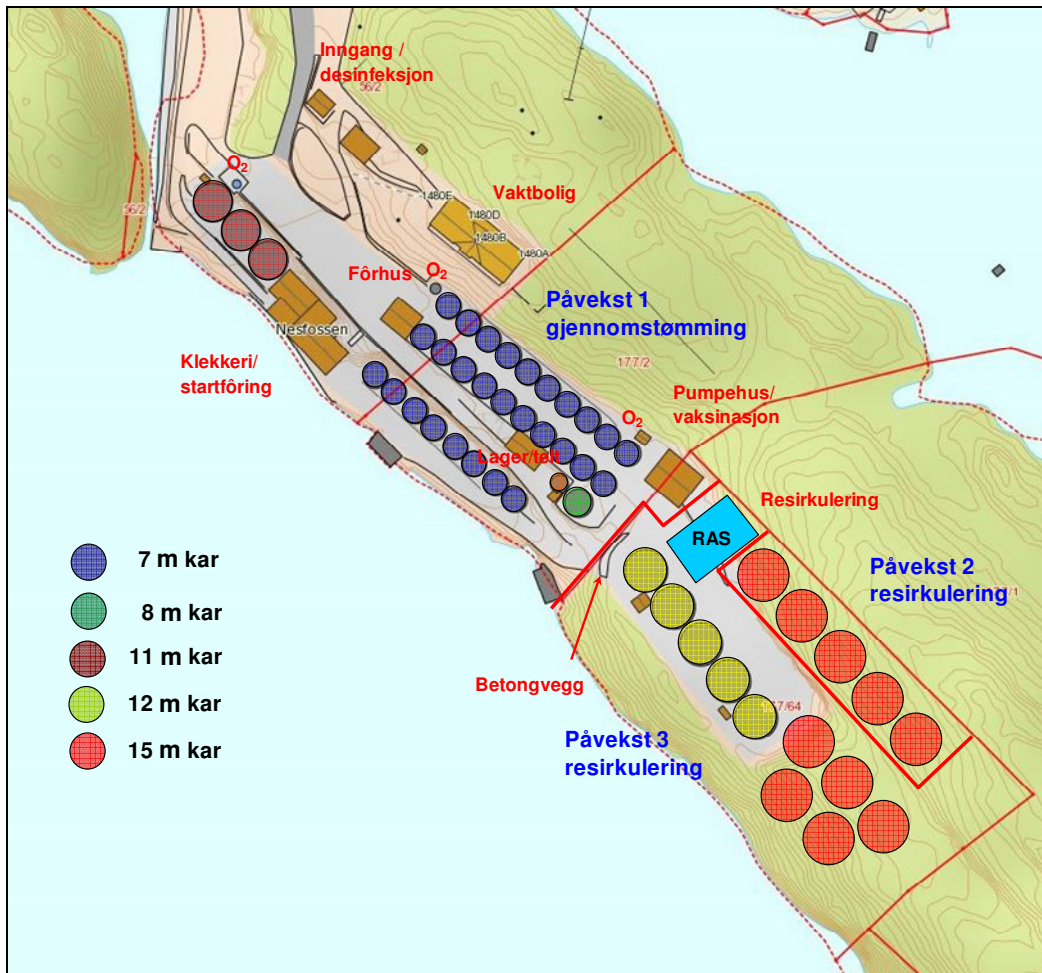 Inngang /
desinfeksjon
56/2
O2
56/2
Vaktbolig
1480E
1480D
1480B
1480A
Fôrhus
O2
Påvekst 1
gjennomstømming
Nesfossen
177/2
Klekkeri/
startfôring
Pumpehus/
vaksinasjon
O2
Lager/telt
Resirkulering
RAS
Påvekst 2
resirkulering
7 m kar
8 m kar
11 m kar
12 m kar
15 m kar
Betongvegg
Påvekst 3
resirkulering